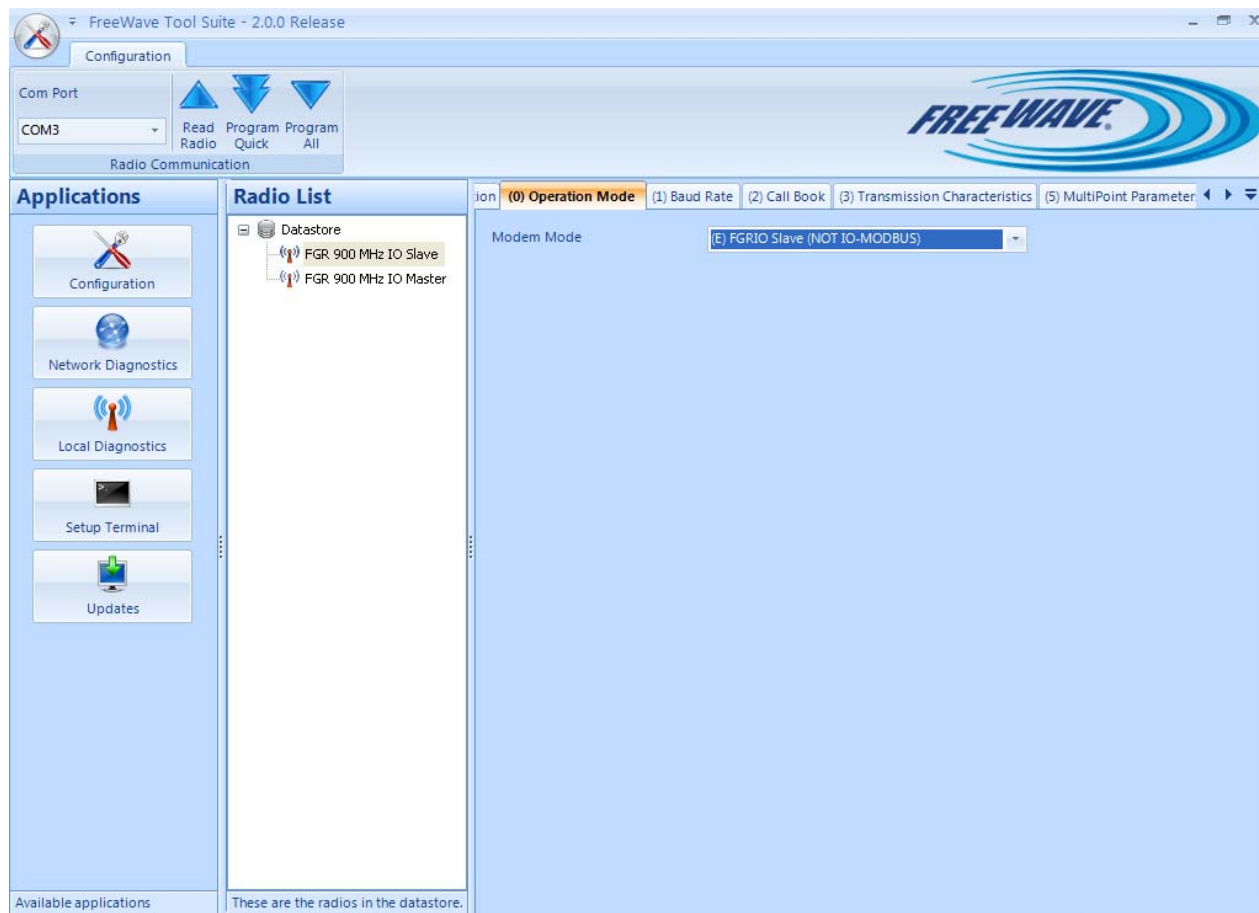 FreeWave Tool Suite - 2.0.0 Release
Configuration
Com Port
COM3
Read Radio
Program Quick
Program All
Radio Communication
FREEWAVE.
Applications
Configuration
Network Diagnostics
Local Diagnostics
Setup Terminal
Updates
Available applications
Radio List
Datastore
FGR 900 MHz IO Slave
FGR 900 MHz IO Master
These are the radios in the datastore.
ion
(0) Operation Mode
(1) Baud Rate
(2) Call Book
(3) Transmission Characteristics
(5) MultiPoint Parameter
Modem Mode
(E) FGRIO Slave (NOT IO-MODBUS)